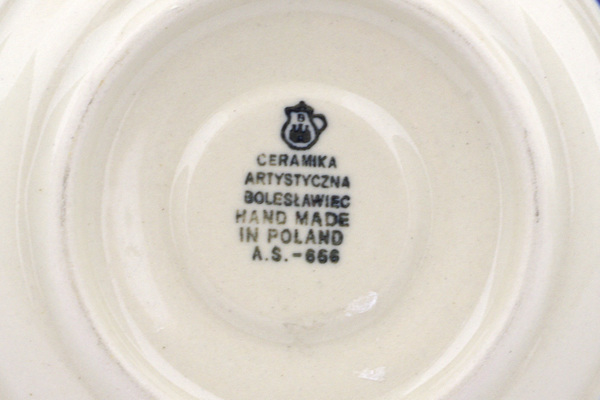 B
CERAMIKA
ARTYSTYCZNA
BOLESŁAWIEC
HAND MADE
IN POLAND
A.S.-666